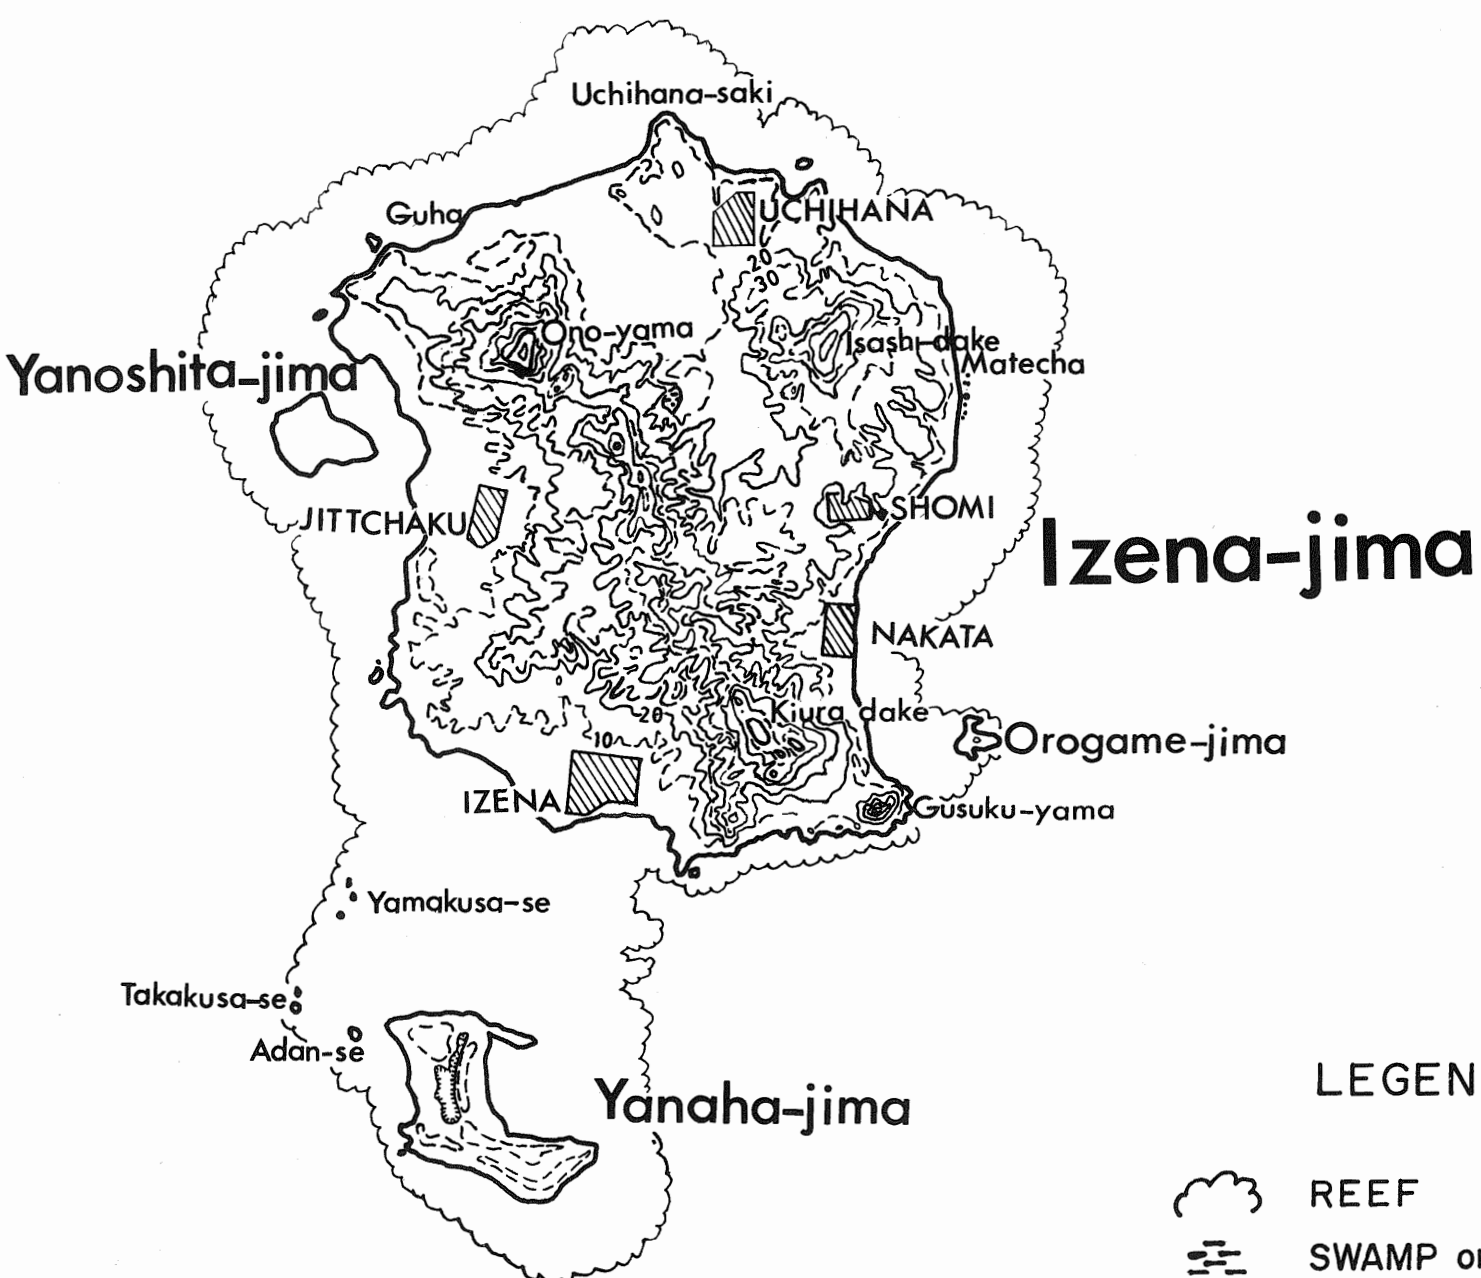 Uchihana-saki
Guha
UCHIHANA
20
30
Ono-yama
Isashi-dake
Matecha
Yanoshita-jima
JITTCHAKU
SHOMI
Izena-jima
NAKATA
Kiura dake
20
10
Orogame-jima
IZENA
Gusuku-yama
Yamakusa-se
Takakusa-se
Adan-se
Yanaha-jima
LEGEN
REEF
SWAMP or